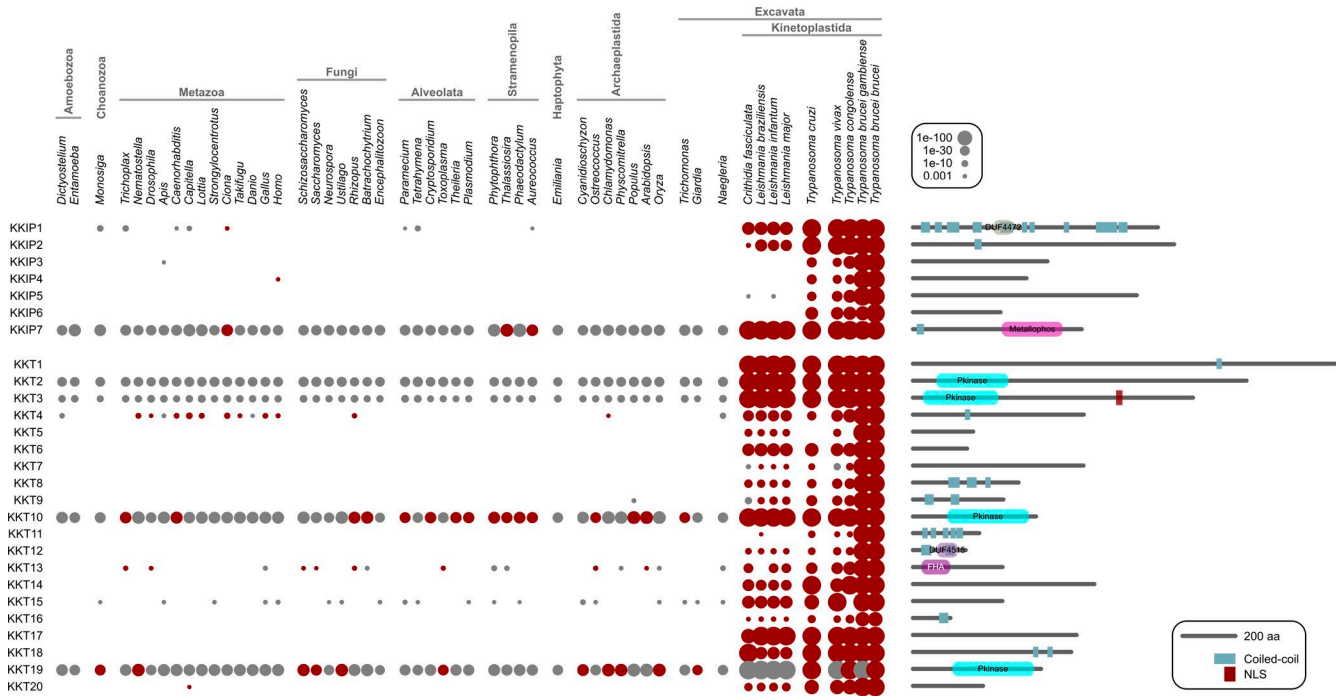 Excavata
Kinetoplastida
Amoebozoa
Choanozoa
Metazoa
Fungi
Alveolata
Stramenopila
Haptophyta
Archaeplastida
Dictyostelium
Entamoeba
Monosiga
Trichoplax
Nematostella
Drosophila
Apis
Caenorhabditis
Capitella
Lottia
Strongylocentrotus
Ciona
Takifugu
Danio
Gallus
Homo
Schizosaccharomyces
Saccharomyces
Neurospora
Ustilago
Rhizopus
Batrachochytrium
Encephalitozoon
Paramecium
Tetrahymena
Cryptosporidium
Toxoplasma
Theileria
Plasmodium
Phytophthora
Thalassiosira
Phaeodactylum
Aureococcus
Emiliania
Cyanidioschyzon
Ostreococcus
Chlamydomonas
Physcomitrella
Populus
Arabidopsis
Oryza
Trichomonas
Giardia
Naegleria
Crithidia fasciculata
Leishmania braziliensis
Leishmania infantum
Leishmania major
Trypanosoma cruzi
Trypanosoma vivax
Trypanosoma congolense
Trypanosoma brucei gambiense
Trypanosoma brucei brucei
1e-100
1e-30
1e-10
0.001
KKIP1
DUF4472
KKIP2
KKIP3
KKIP4
KKIP5
KKIP6
KKIP7
Metallophos
KKT1
KKT2
Pkinase
KKT3
Pkinase
KKT4
KKT5
KKT6
KKT7
KKT8
KKT9
KKT10
Pkinase
KKT11
KKT12
DUF4515
KKT13
FHA
KKT14
KKT15
KKT16
KKT17
KKT18
KKT19
Pkinase
KKT20
200 aa
Coiled-coil
NLS